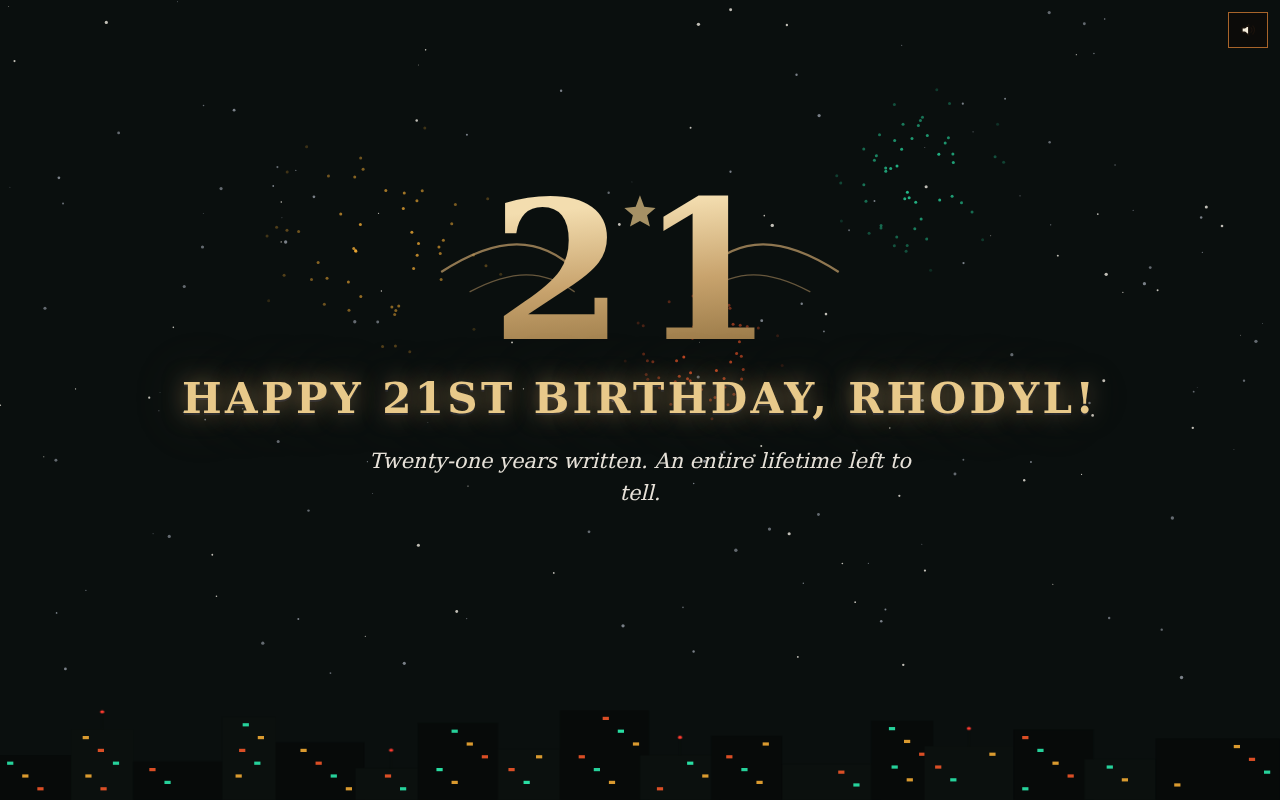 21
HAPPY 21ST BIRTHDAY, RHODYL!
Twenty-one years written. An entire lifetime left to
tell.